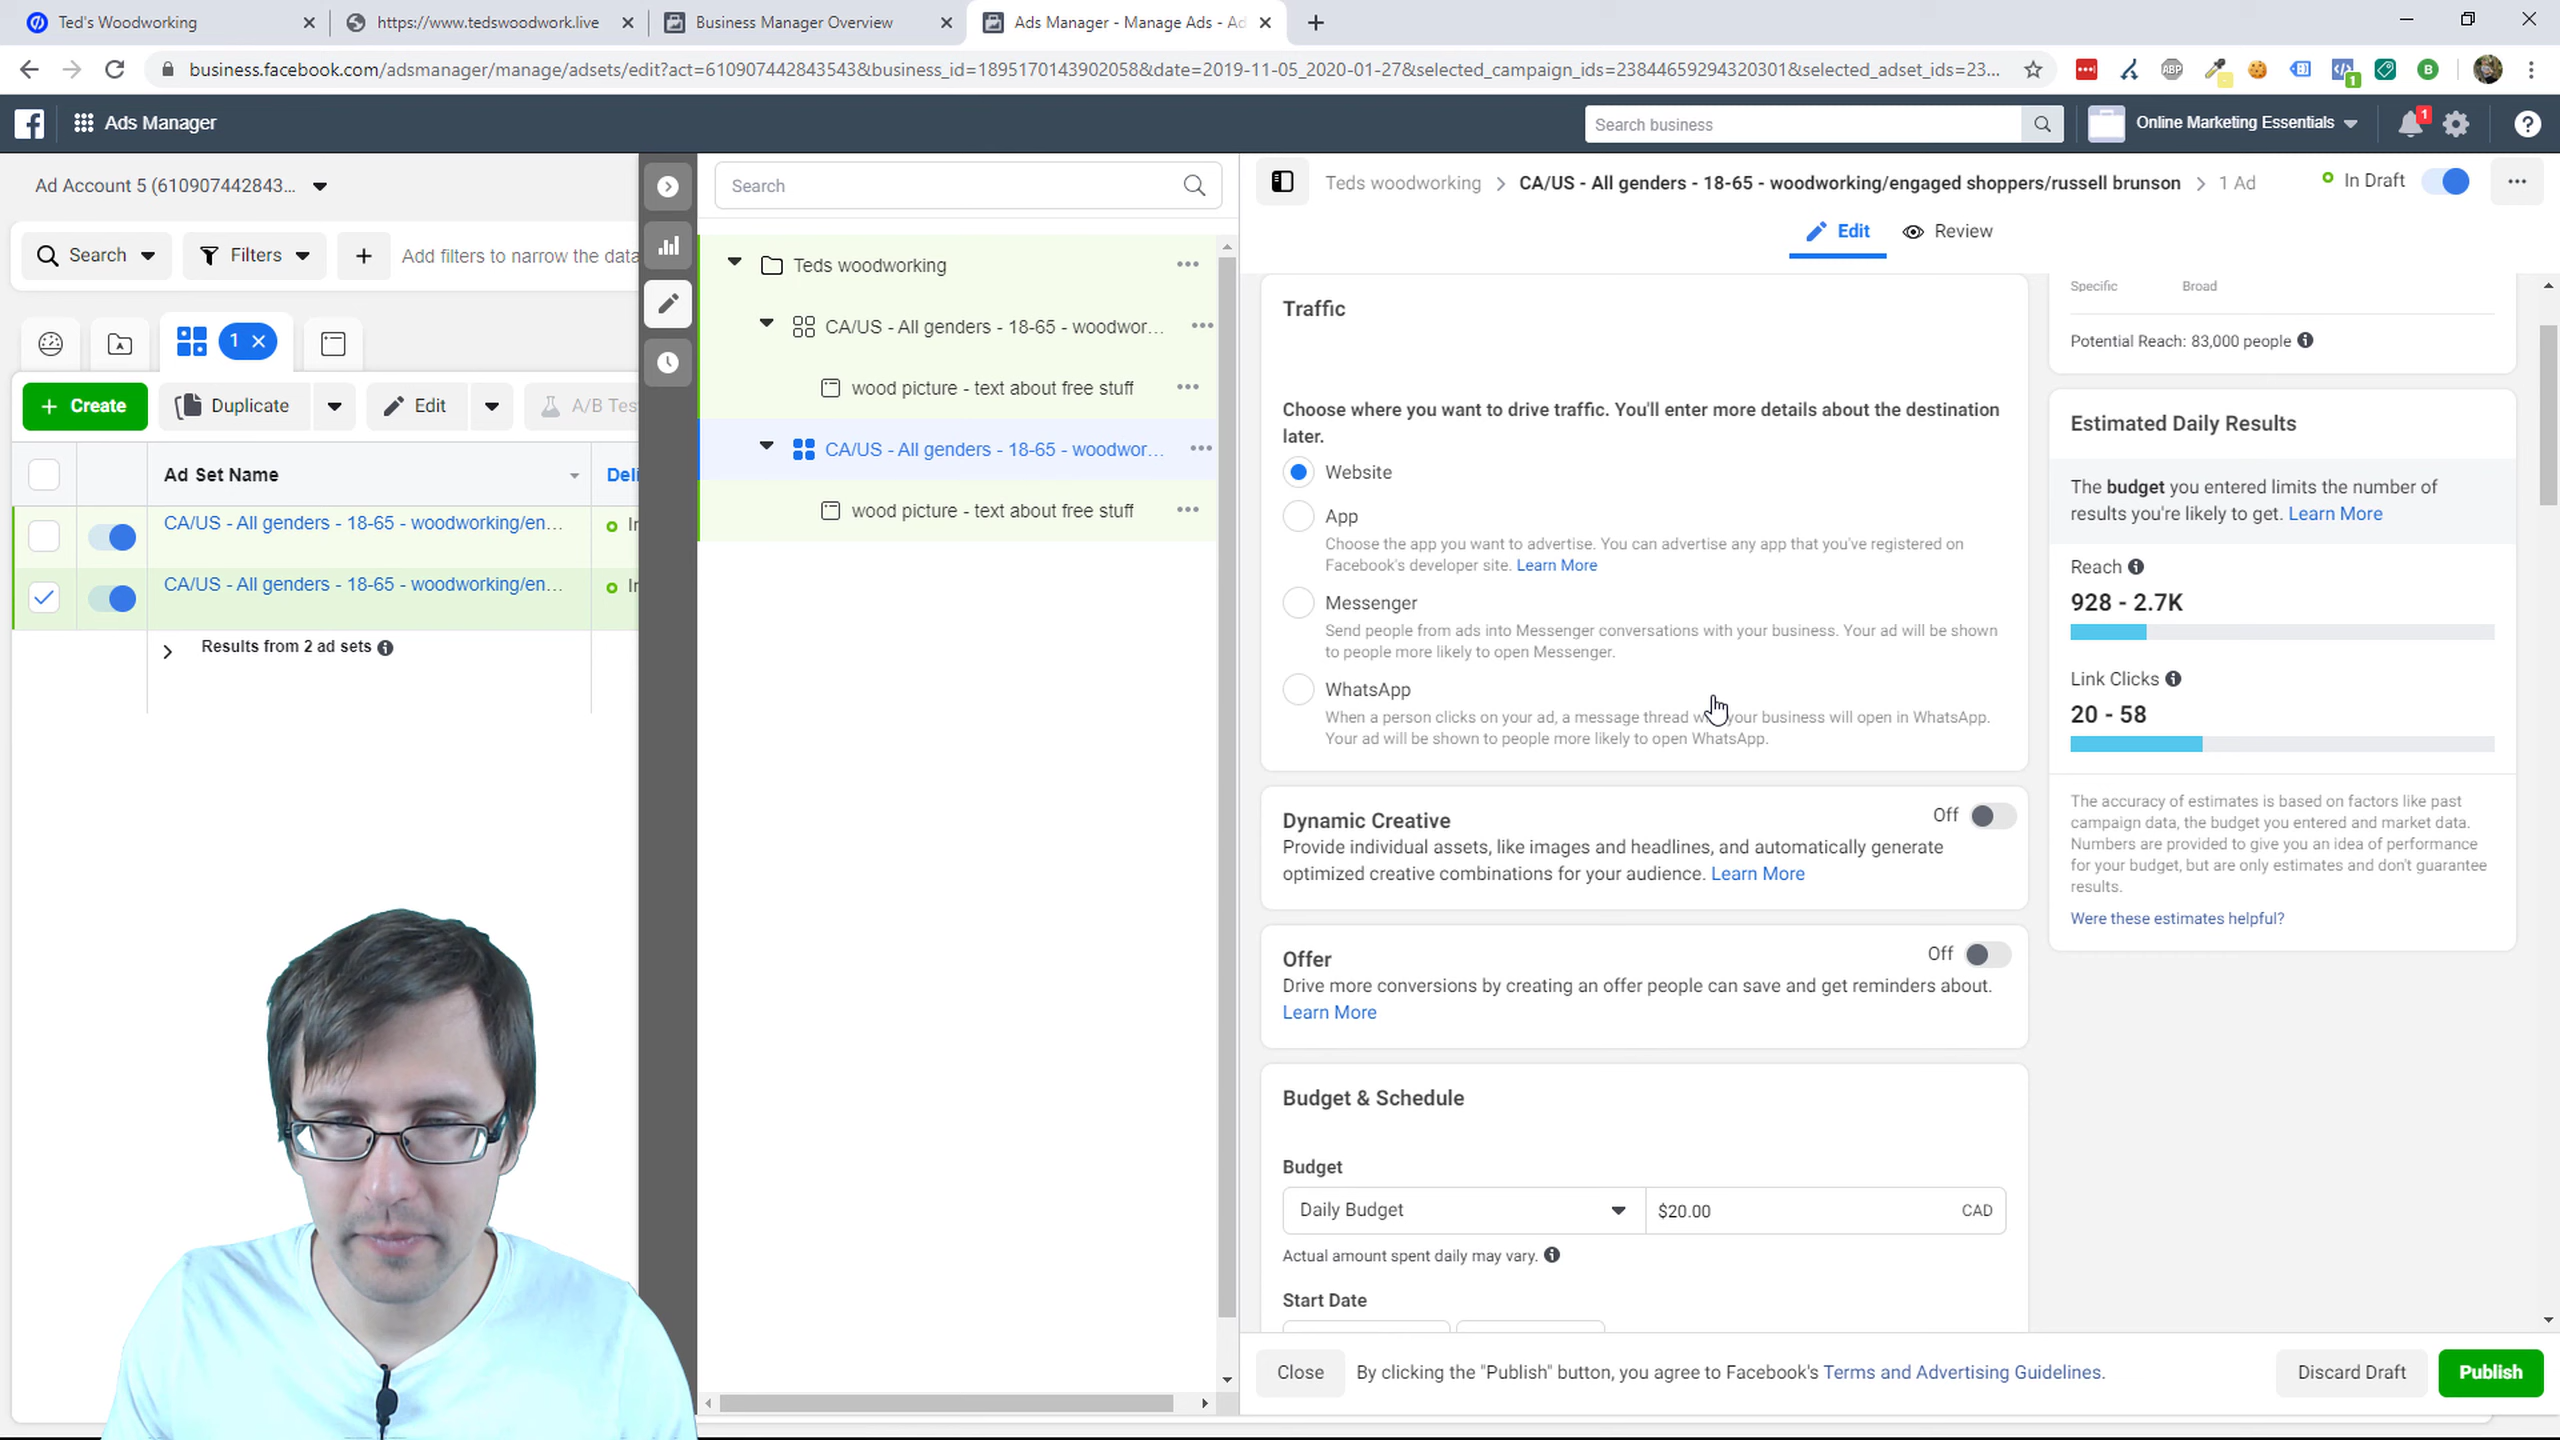 Ted's Woodworking
https://www.tedswoodwork.live
Business Manager Overview
Ads Manager - Manage Ads - Ad
business.facebook.com/adsmanager/manage/adsets/edit?act=610907442843543&business_id=1895170143902058&date=2019-11-05_2020-01-27&selected_campaign_ids=23844659294320301&selected_adset_ids=23...
ABP
1
B
Ads Manager
Search business
Online Marketing Essentials
1
Ad Account 5 (610907442843...
Search
Filters
Add filters to narrow the data
1
Create
Duplicate
Edit
A/B Tes
Ad Set Name
Deli
CA/US - All genders - 18-65 - woodworking/en...
CA/US - All genders - 18-65 - woodworking/en...
Results from 2 ad sets
Search
Teds woodworking
CA/US - All genders - 18-65 - woodwor...
wood picture - text about free stuff
CA/US - All genders - 18-65 - woodwor...
wood picture - text about free stuff
Teds woodworking
CA/US - All genders - 18-65 - woodworking/engaged shoppers/russell brunson
1 Ad
In Draft
Edit
Review
Traffic
Choose where you want to drive traffic. You'll enter more details about the destination
later.
Website
App
Choose the app you want to advertise. You can advertise any app that you've registered on
Facebook's developer site. Learn More
Messenger
Send people from ads into Messenger conversations with your business. Your ad will be shown
to people more likely to open Messenger.
WhatsApp
When a person clicks on your ad, a message thread your business will open in WhatsApp.
Your ad will be shown to people more likely to open WhatsApp.
Dynamic Creative
Off
Provide individual assets, like images and headlines, and automatically generate
optimized creative combinations for your audience. Learn More
Offer
Off
Drive more conversions by creating an offer people can save and get reminders about.
Learn More
Budget & Schedule
Budget
Daily Budget
$20.00
CAD
Actual amount spent daily may vary.
Start Date
Specific
Broad
Potential Reach: 83,000 people
Estimated Daily Results
The budget you entered limits the number of
results you're likely to get. Learn More
Reach
928 - 2.7K
Link Clicks
20 - 58
The accuracy of estimates is based on factors like past
campaign data, the budget you entered and market data.
Numbers are provided to give you an idea of performance
for your budget, but are only estimates and don't guarantee
results.
Were these estimates helpful?
Close
By clicking the "Publish" button, you agree to Facebook's Terms and Advertising Guidelines.
Discard Draft
Publish